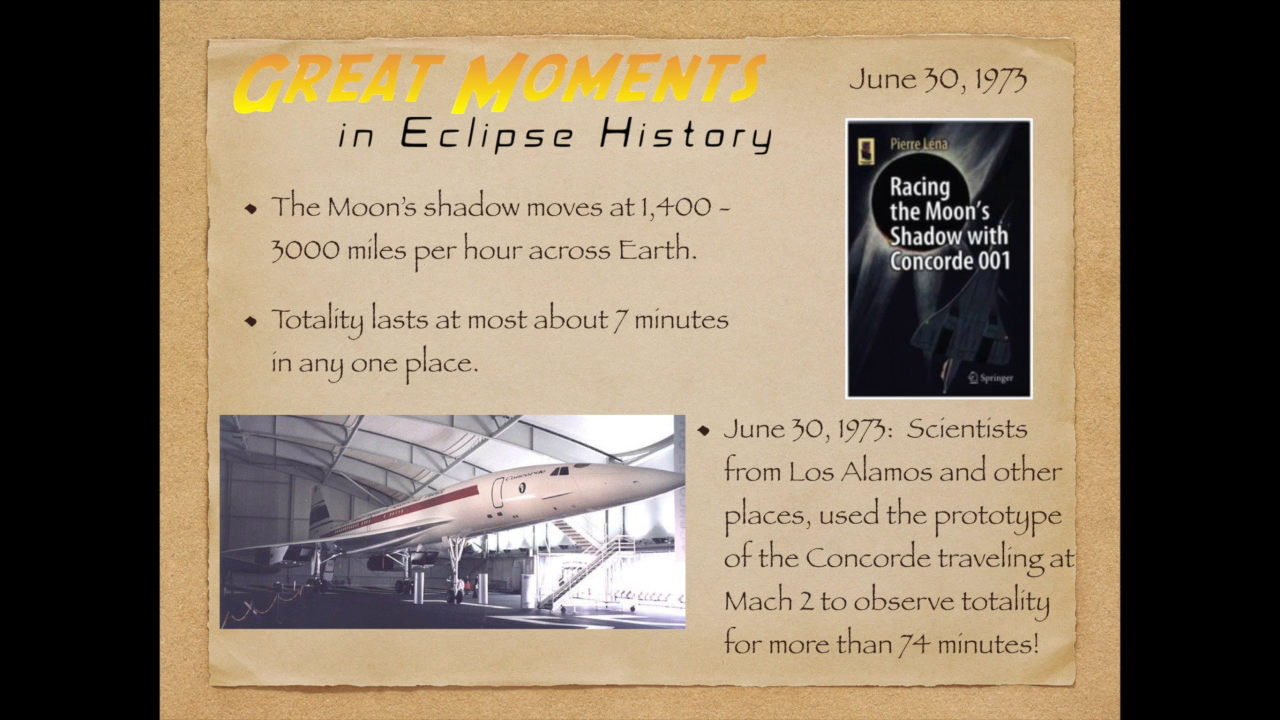 GREAT MOMENTS
in Eclipse History
June 30, 1973
Pierre Léna
Racing
the Moon's
Shadow with
Concorde 001
Springer
• The Moon's shadow moves at 1,400 –
3000 miles per hour across Earth.
• Totality lasts at most about 7 minutes
in any one place.
Concorde
• June 30, 1973: Scientists
from Los Alamos and other
places, used the prototype
of the Concorde traveling at
Mach 2 to observe totality
for more than 74 minutes!